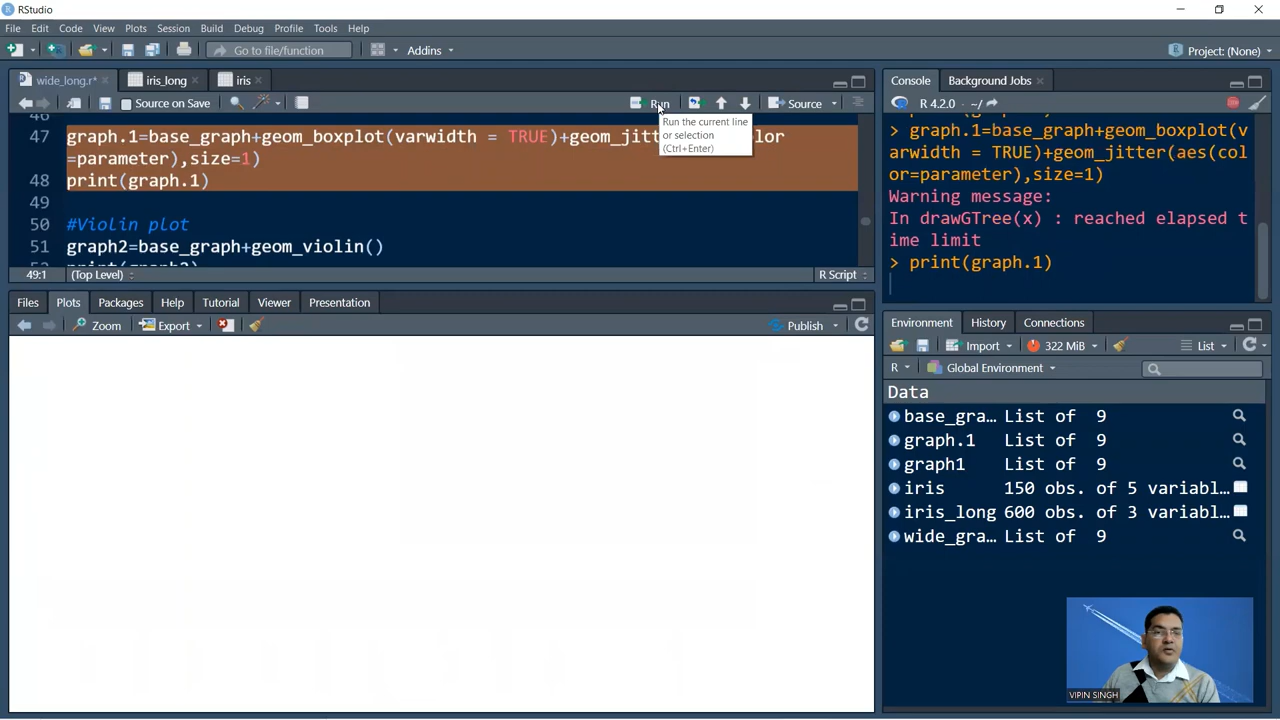 RStudio
File Edit Code View Plots Session Build Debug Profile Tools Help
Go to file/function Addins Project: (None)
wide_long.r* iris_long iris
Source on Save Run Source
Run the current line
or selection
(Ctrl+Enter)
46
47 graph.1=base_graph+geom_boxplot(varwidth = TRUE)+geom_jit
lor
=parameter),size=1)
48 print(graph.1)
49
50 #Violin plot
51 graph2=base_graph+geom_violin()
49:1 (Top Level) R Script
Files Plots Packages Help Tutorial Viewer Presentation
Zoom Export Publish
Console Background Jobs
R 4.2.0 · ~/
> graph.1=base_graph+geom_boxplot(v
arwidth = TRUE)+geom_jitter(aes(col
or=parameter),size=1)
Warning message:
In drawGTree(x) : reached elapsed t
ime limit
> print(graph.1)
Environment History Connections
Import 322 MiB List
R Global Environment
Data
base_gra… List of 9
graph.1 List of 9
graph1 List of 9
iris 150 obs. of 5 variabl…
iris_long 600 obs. of 3 variabl…
wide_gra… List of 9
VIPIN SINGH